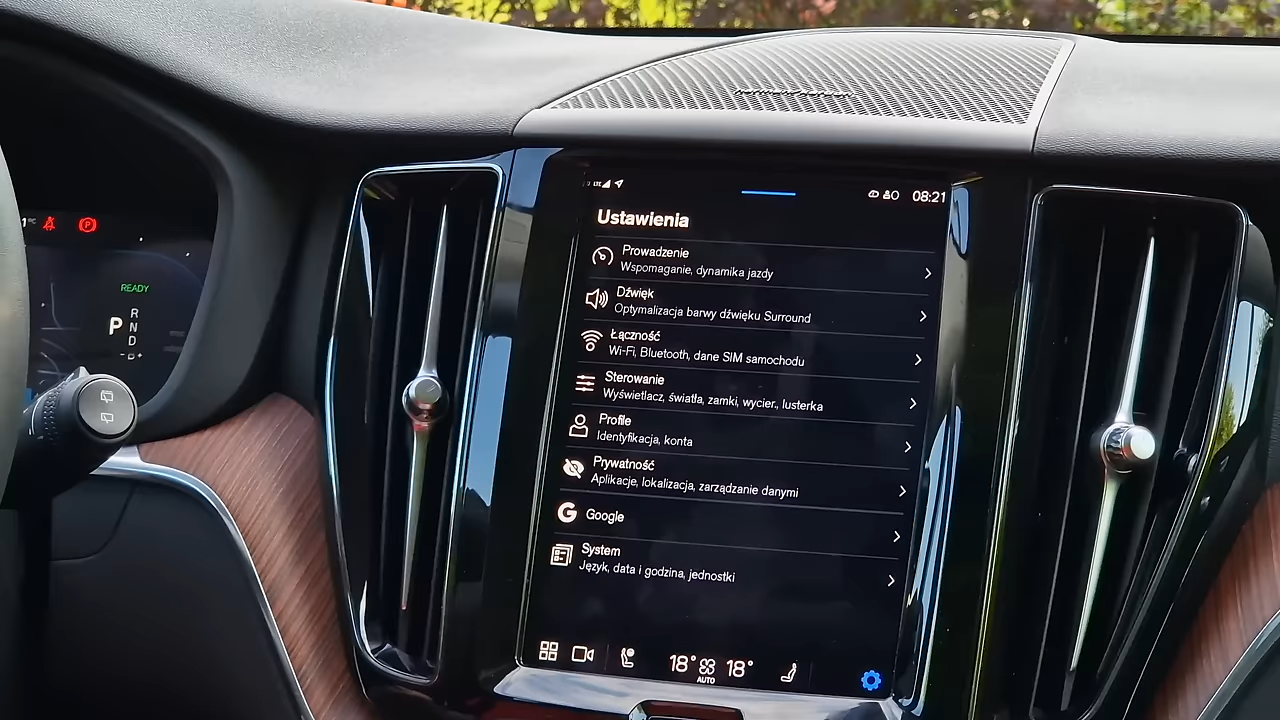 LTE
08:21
Ustawienia
Prowadzenie
Wspomaganie, dynamika jazdy
Dźwięk
Optymalizacja barwy dźwięku Surround
Łączność
Wi-Fi, Bluetooth, dane SIM samochodu
Sterowanie
Wyświetlacz, światła, zamki, wycier., lusterka
Profile
Identyfikacja, konta
Prywatność
Aplikacje, lokalizacja, zarządzanie danymi
Google
System
Język, data i godzina, jednostki
18° 18°
AUTO
READY
P
R
N
D